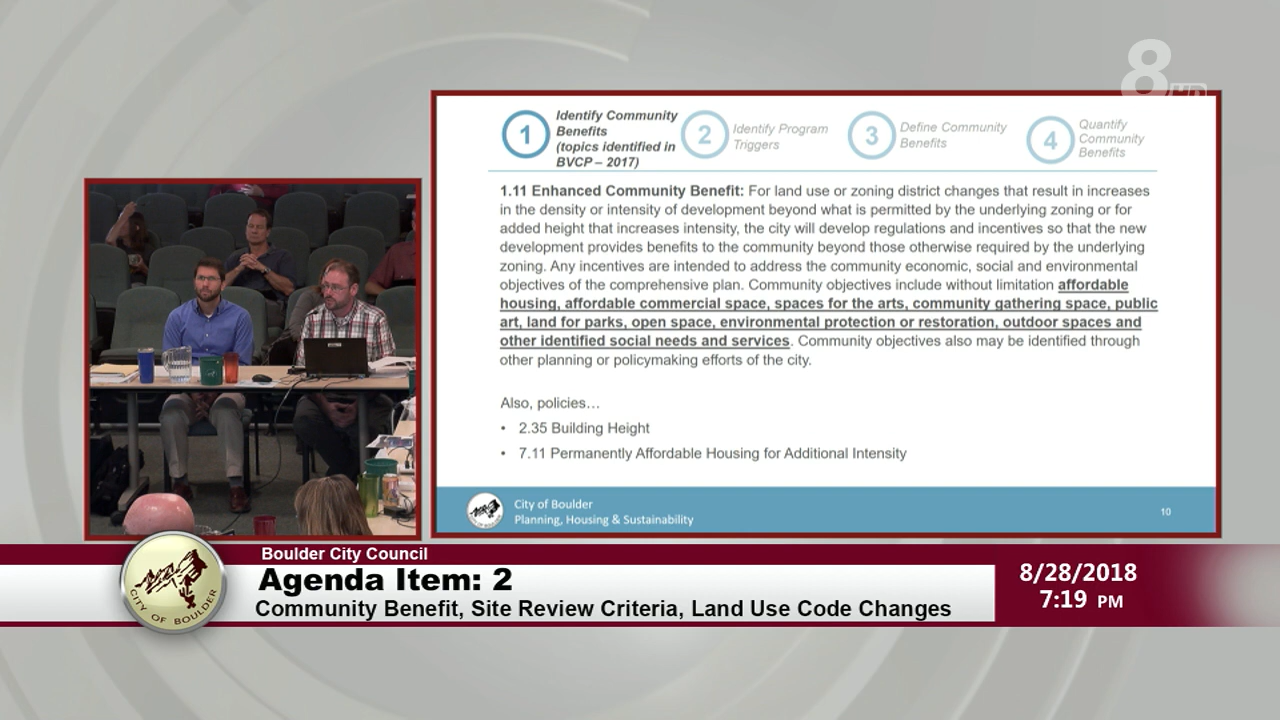 8
HD
1
Identify Community
Benefits
(topics identified in
BVCP – 2017)
2
Identify Program
Triggers
3
Define Community
Benefits
4
Quantify
Community
Benefits
1.11 Enhanced Community Benefit: For land use or zoning district changes that result in increases
in the density or intensity of development beyond what is permitted by the underlying zoning or for
added height that increases intensity, the city will develop regulations and incentives so that the new
development provides benefits to the community beyond those otherwise required by the underlying
zoning. Any incentives are intended to address the community economic, social and environmental
objectives of the comprehensive plan. Community objectives include without limitation affordable
housing, affordable commercial space, spaces for the arts, community gathering space, public
art, land for parks, open space, environmental protection or restoration, outdoor spaces and
other identified social needs and services. Community objectives also may be identified through
other planning or policymaking efforts of the city.
Also, policies…
• 2.35 Building Height
• 7.11 Permanently Affordable Housing for Additional Intensity
City of Boulder
Planning, Housing & Sustainability
10
Boulder City Council
Agenda Item: 2
Community Benefit, Site Review Criteria, Land Use Code Changes
8/28/2018
7:19 PM
CITY OF BOULDER